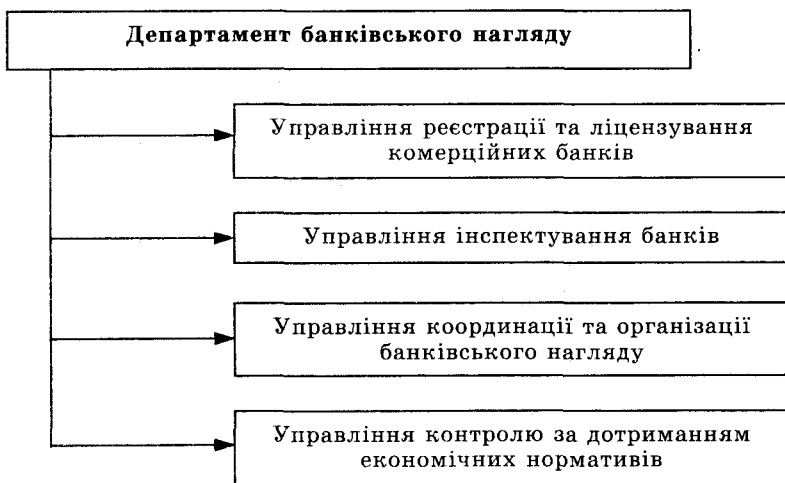 Департамент банківського нагляду
Управління реєстрації та ліцензування
комерційних банків
Управління інспектування банків
Управління координації та організації
банківського нагляду
Управління контролю за дотриманням
економічних нормативів